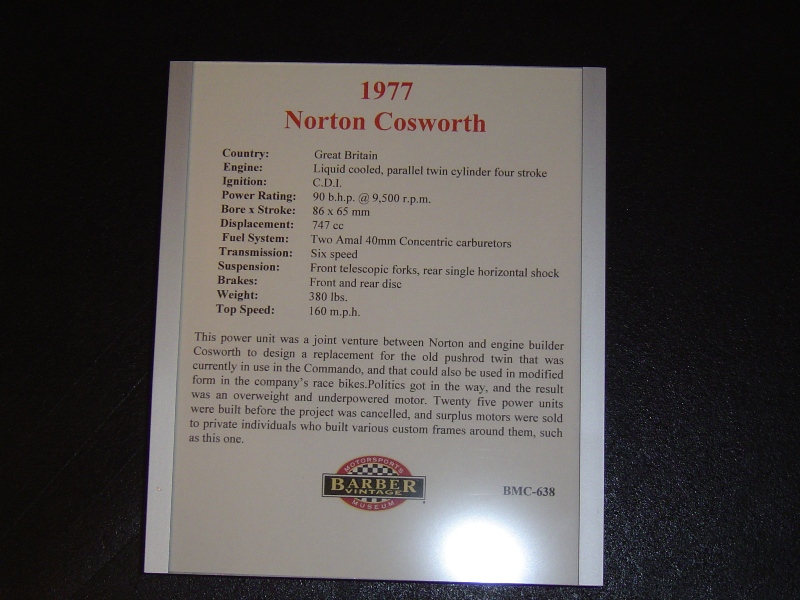 1977
Norton Cosworth
Country: Great Britain
Engine: Liquid cooled, parallel twin cylinder four stroke
Ignition: C.D.I.
Power Rating: 90 b.h.p. @ 9,500 r.p.m.
Bore x Stroke: 86 x 65 mm
Displacement: 747 cc
Fuel System: Two Amal 40mm Concentric carburetors
Transmission: Six speed
Suspension: Front telescopic forks, rear single horizontal shock
Brakes: Front and rear disc
Weight: 380 lbs.
Top Speed: 160 m.p.h.
This power unit was a joint venture between Norton and engine builder
Cosworth to design a replacement for the old pushrod twin that was
currently in use in the Commando, and that could also be used in modified
form in the company's race bikes.Politics got in the way, and the result
was an overweight and underpowered motor. Twenty five power units
were built before the project was cancelled, and surplus motors were sold
to private individuals who built various custom frames around them, such
as this one.
MOTORSPORTS
BARBER
VINTAGE
MUSEUM
BMC-638